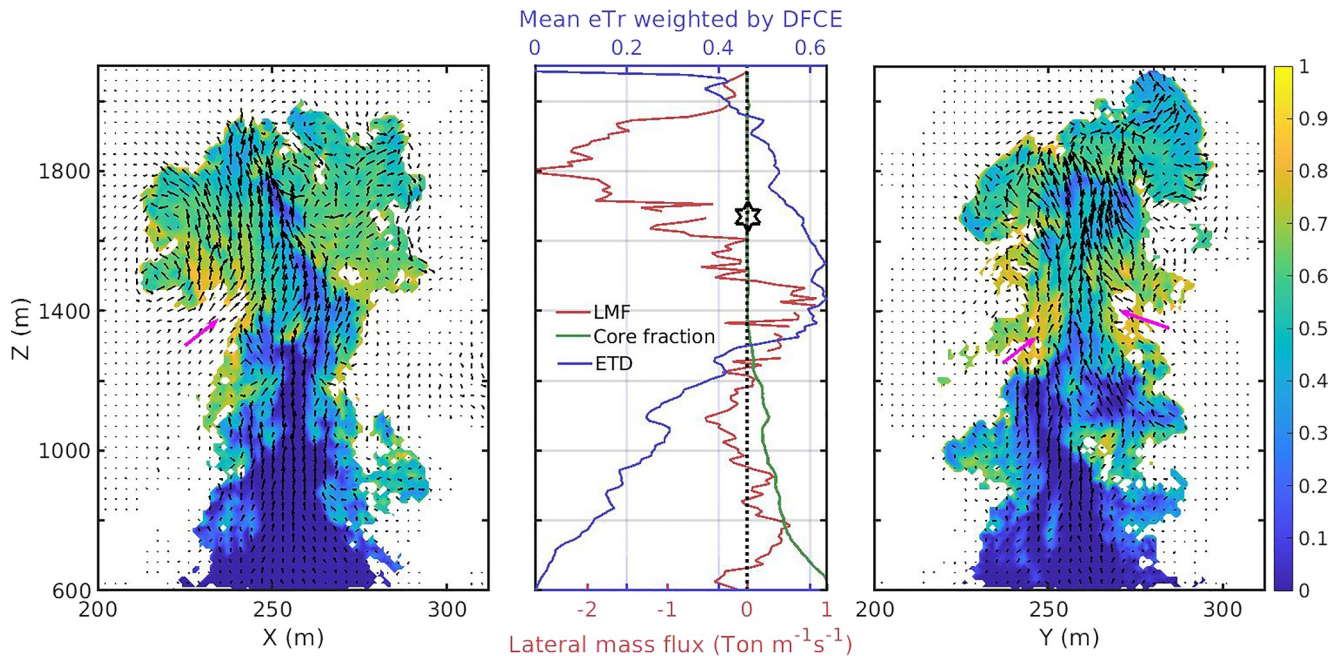 Mean eTr weighted by DFCE
0 0.2 0.4 0.6
1800
1400
1000
600
Z (m)
200 250 300
X (m)
LMF
Core fraction
ETD
-2 -1 0 1
Lateral mass flux (Ton m⁻¹s⁻¹)
200 250 300
Y (m)
1
0.9
0.8
0.7
0.6
0.5
0.4
0.3
0.2
0.1
0